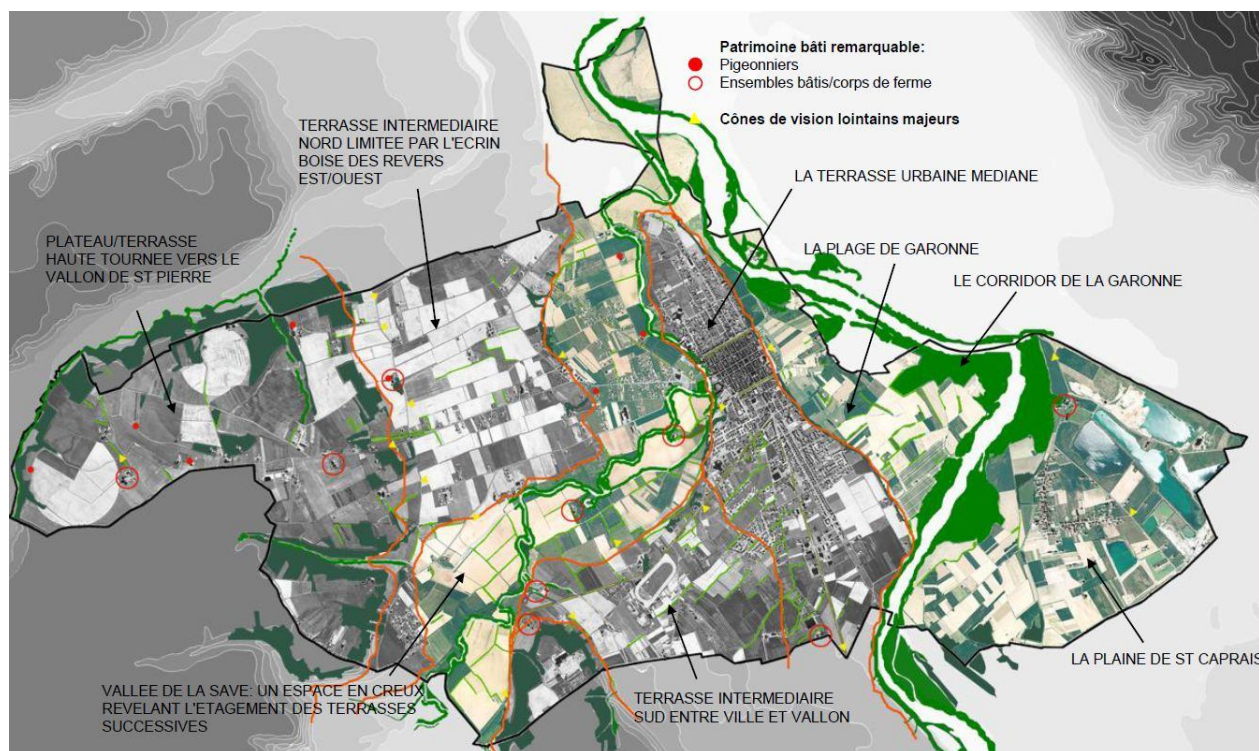 Patrimoine bâti remarquable:
Pigeonniers
Ensembles bâtis/corps de ferme
Cônes de vision lointains majeurs
TERRASSE INTERMEDIAIRE
NORD LIMITEE PAR L'ECRIN
BOISE DES REVERS
EST/OUEST
LA TERRASSE URBAINE MEDIANE
PLATEAU/TERRASSE
HAUTE TOURNEE VERS LE
VALLON DE ST PIERRE
LA PLAGE DE GARONNE
LE CORRIDOR DE LA GARONNE
LA PLAINE DE ST CAPRAIS
VALLEE DE LA SAVE: UN ESPACE EN CREUX
REVELANT L'ETAGEMENT DES TERRASSES
SUCCESSIVES
TERRASSE INTERMEDIAIRE
SUD ENTRE VILLE ET VALLON